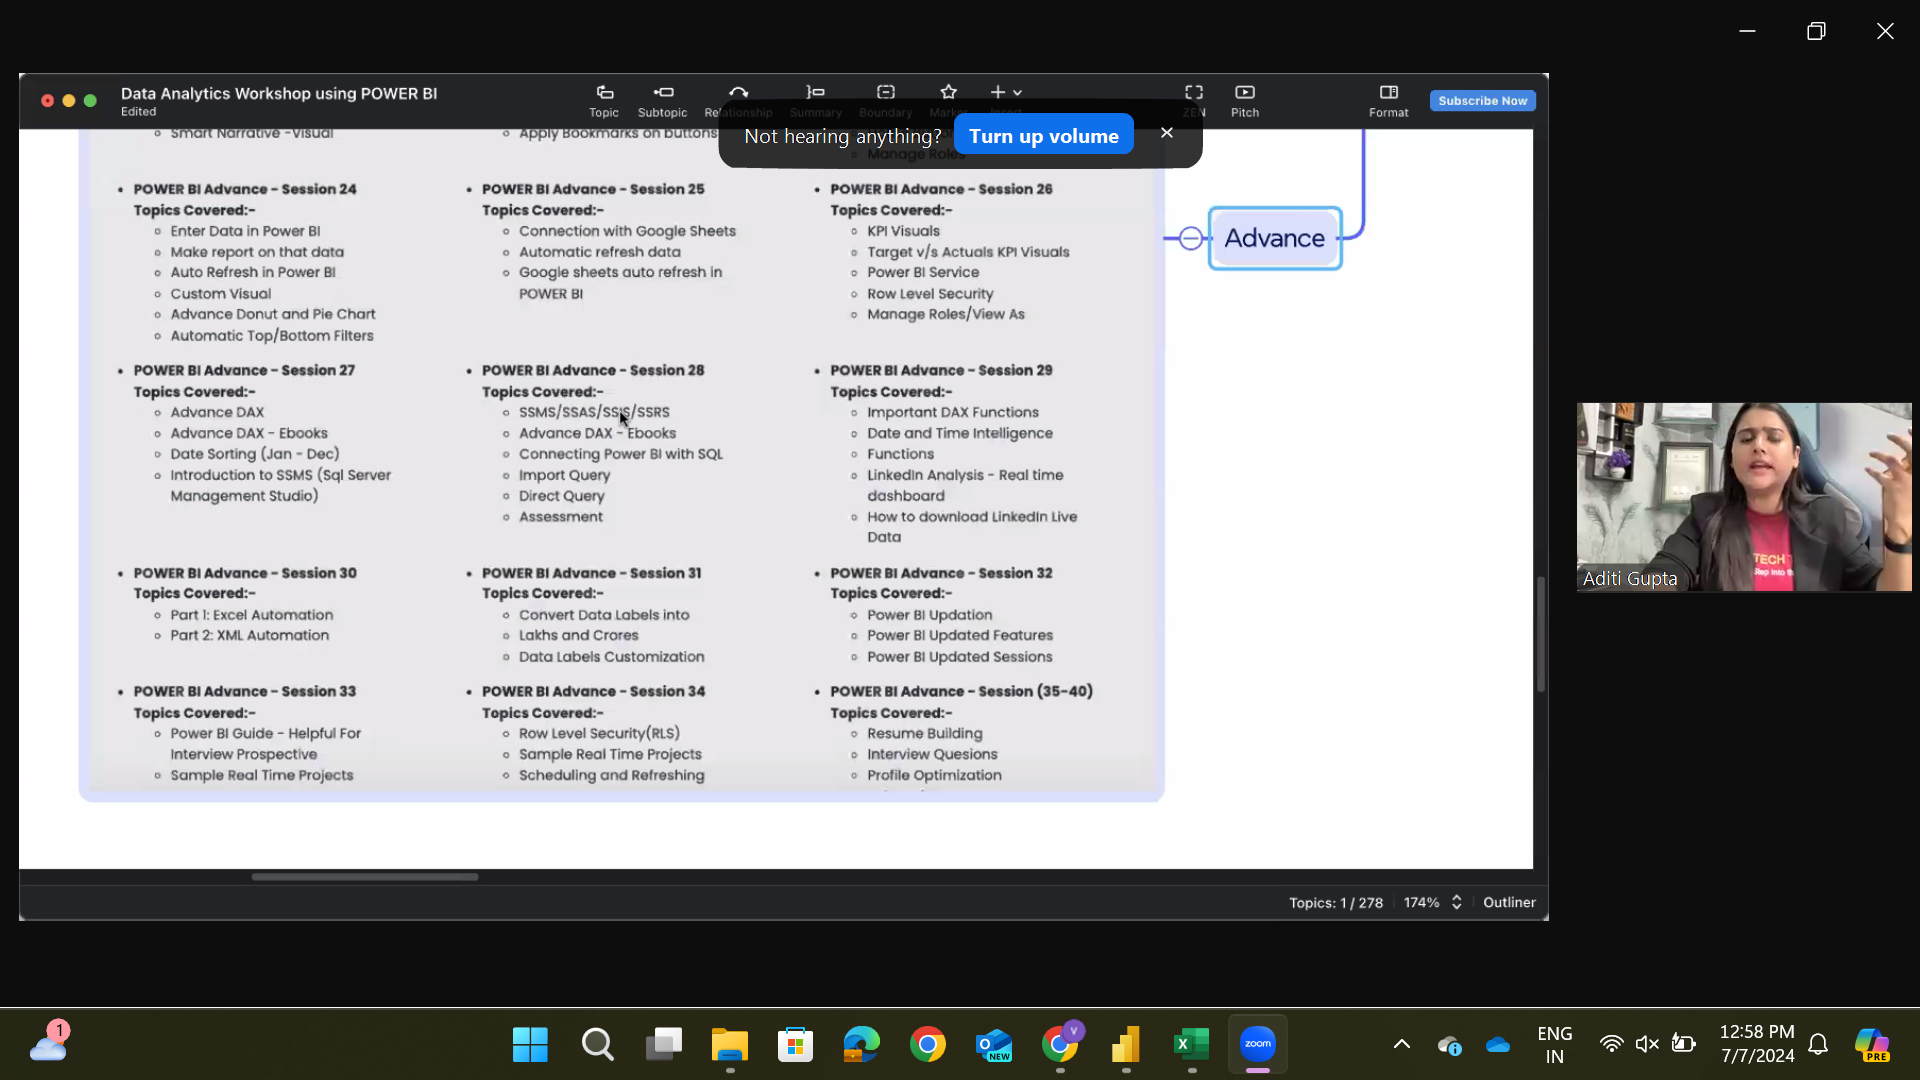 Data Analytics Workshop using POWER BI
Edited
Topic
Subtopic
Relationship
Summary
Boundary
ZEN
Pitch
Format
Subscribe Now
Not hearing anything?
Turn up volume
Smart Narrative -Visual
Apply Bookmarks on buttons
Manage Roles
• POWER BI Advance - Session 24
Topics Covered:-
Enter Data in Power BI
Make report on that data
Auto Refresh in Power BI
Custom Visual
Advance Donut and Pie Chart
Automatic Top/Bottom Filters
• POWER BI Advance - Session 25
Topics Covered:-
Connection with Google Sheets
Automatic refresh data
Google sheets auto refresh in
POWER BI
• POWER BI Advance - Session 26
Topics Covered:-
KPI Visuals
Target v/s Actuals KPI Visuals
Power BI Service
Row Level Security
Manage Roles/View As
• POWER BI Advance - Session 27
Topics Covered:-
Advance DAX
Advance DAX - Ebooks
Date Sorting (Jan - Dec)
Introduction to SSMS (Sql Server
Management Studio)
• POWER BI Advance - Session 28
Topics Covered:-
SSMS/SSAS/SSIS/SSRS
Advance DAX - Ebooks
Connecting Power BI with SQL
Import Query
Direct Query
Assessment
• POWER BI Advance - Session 29
Topics Covered:-
Important DAX Functions
Date and Time Intelligence
Functions
LinkedIn Analysis - Real time
dashboard
How to download LinkedIn Live
Data
• POWER BI Advance - Session 30
Topics Covered:-
Part 1: Excel Automation
Part 2: XML Automation
• POWER BI Advance - Session 31
Topics Covered:-
Convert Data Labels into
Lakhs and Crores
Data Labels Customization
• POWER BI Advance - Session 32
Topics Covered:-
Power BI Updation
Power BI Updated Features
Power BI Updated Sessions
• POWER BI Advance - Session 33
Topics Covered:-
Power BI Guide - Helpful For
Interview Prospective
Sample Real Time Projects
• POWER BI Advance - Session 34
Topics Covered:-
Row Level Security(RLS)
Sample Real Time Projects
Scheduling and Refreshing
• POWER BI Advance - Session (35-40)
Topics Covered:-
Resume Building
Interview Quesions
Profile Optimization
Advance
TECH
Step into th
Aditi Gupta
Topics: 1 / 278
174%
Outliner
1
NEW
V
zoom
ENG
IN
12:58 PM
7/7/2024
PRE